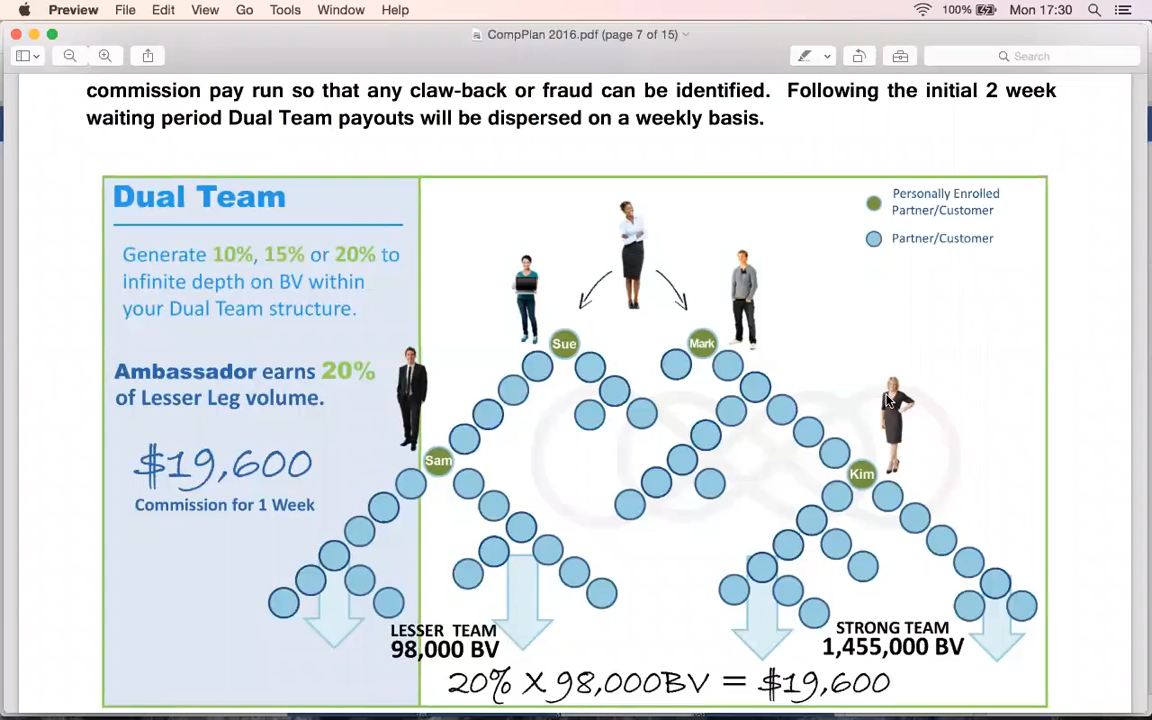 Preview File Edit View Go Tools Window Help 100% Mon 17:30
CompPlan 2016.pdf (page 7 of 15)
Search
commission pay run so that any claw-back or fraud can be identified. Following the initial 2 week
waiting period Dual Team payouts will be dispersed on a weekly basis.
Dual Team
Generate 10%, 15% or 20% to
infinite depth on BV within
your Dual Team structure.
Ambassador earns 20%
of Lesser Leg volume.
$19,600
Commission for 1 Week
Personally Enrolled
Partner/Customer
Partner/Customer
Sue
Mark
Sam
Kim
LESSER TEAM
98,000 BV
STRONG TEAM
1,455,000 BV
20% X 98,000BV = $19,600